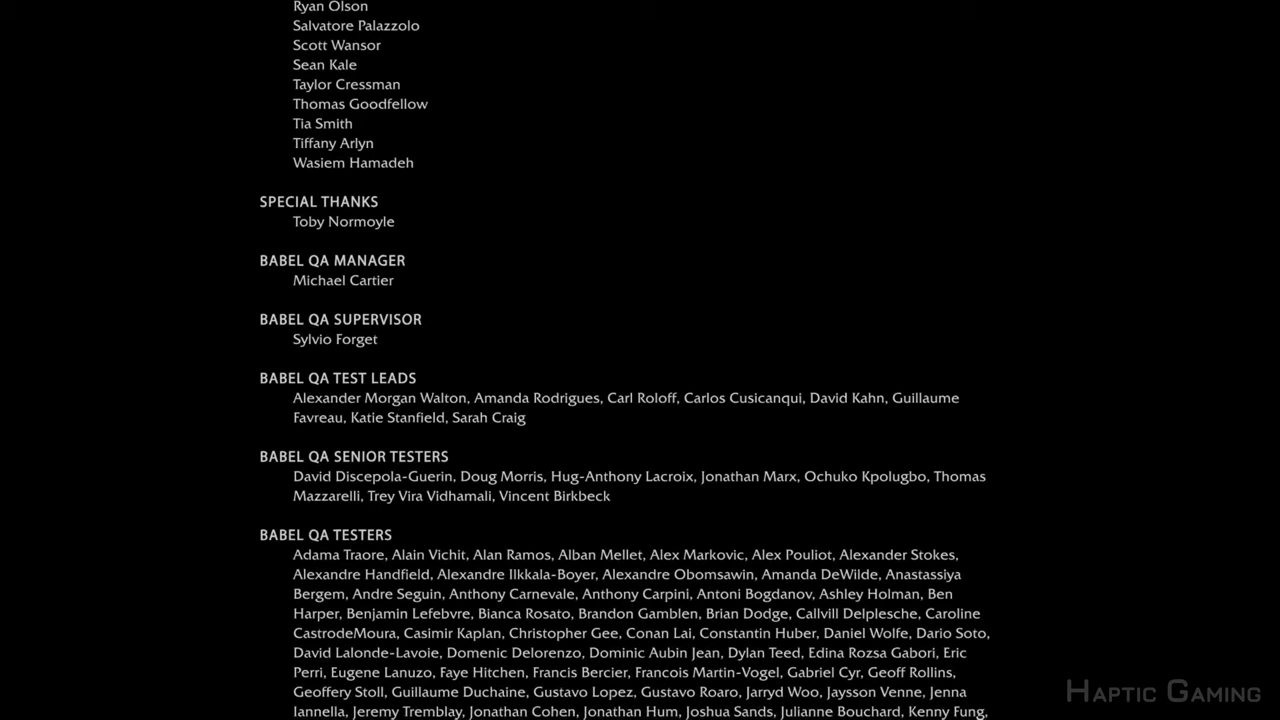 Ryan Olson
Salvatore Palazzolo
Scott Wansor
Sean Kale
Taylor Cressman
Thomas Goodfellow
Tia Smith
Tiffany Arlyn
Wasiem Hamadeh
SPECIAL THANKS
Toby Normoyle
BABEL QA MANAGER
Michael Cartier
BABEL QA SUPERVISOR
Sylvio Forget
BABEL QA TEST LEADS
Alexander Morgan Walton, Amanda Rodrigues, Carl Roloff, Carlos Cusicanqui, David Kahn, Guillaume
Favreau, Katie Stanfield, Sarah Craig
BABEL QA SENIOR TESTERS
David Discepola-Guerin, Doug Morris, Hug-Anthony Lacroix, Jonathan Marx, Ochuko Kpolugbo, Thomas
Mazzarelli, Trey Vira Vidhamali, Vincent Birkbeck
BABEL QA TESTERS
Adama Traore, Alain Vichit, Alan Ramos, Alban Mellet, Alex Markovic, Alex Pouliot, Alexander Stokes,
Alexandre Handfield, Alexandre Ilkkala-Boyer, Alexandre Obomsawin, Amanda DeWilde, Anastassiya
Bergem, Andre Seguin, Anthony Carnevale, Anthony Carpini, Antoni Bogdanov, Ashley Holman, Ben
Harper, Benjamin Lefebvre, Bianca Rosato, Brandon Gamblen, Brian Dodge, Callvill Delplesche, Caroline
CastrodeMoura, Casimir Kaplan, Christopher Gee, Conan Lai, Constantin Huber, Daniel Wolfe, Dario Soto,
David Lalonde-Lavoie, Domenic Delorenzo, Dominic Aubin Jean, Dylan Teed, Edina Rozsa Gabori, Eric
Perri, Eugene Lanuzo, Faye Hitchen, Francis Bercier, Francois Martin-Vogel, Gabriel Cyr, Geoff Rollins,
Geoffery Stoll, Guillaume Duchaine, Gustavo Lopez, Gustavo Roaro, Jarryd Woo, Jaysson Venne, Jenna
Iannella, Jeremy Tremblay, Jonathan Cohen, Jonathan Hum, Joshua Sands, Julianne Bouchard, Kenny Fung,
HAPTIC GAMING